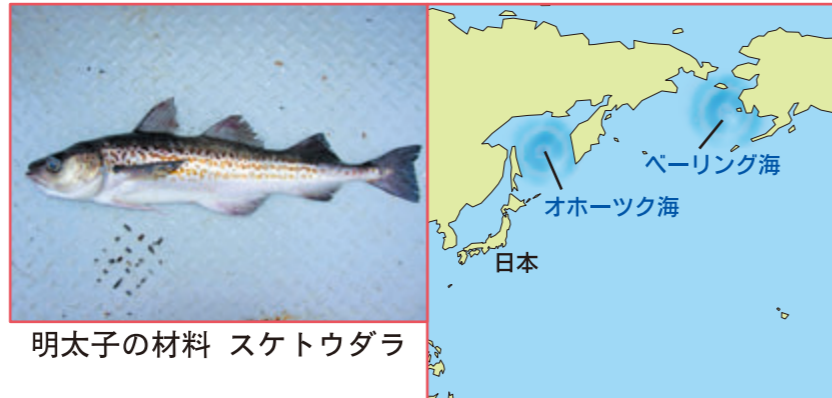 明太子の材料 スケトウダラ
ベーリング海
オホーツク海
日本